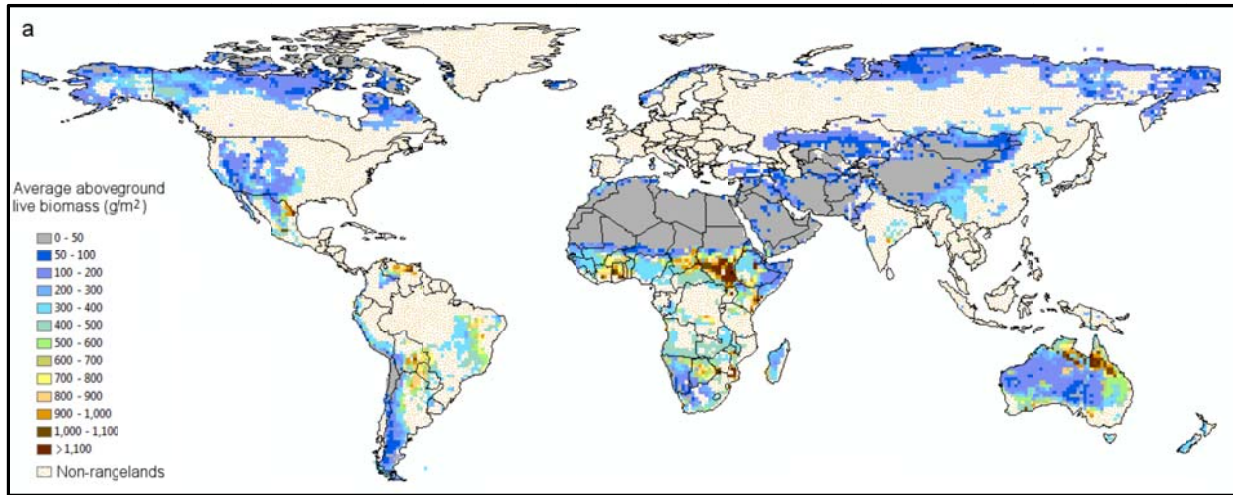 a
Average aboveground
live biomass (g/m²)
0 - 50
50 - 100
100 - 200
200 - 300
300 - 400
400 - 500
500 - 600
600 - 700
700 - 800
800 - 900
900 - 1,000
1,000 - 1,100
>1,100
Non-rangelands